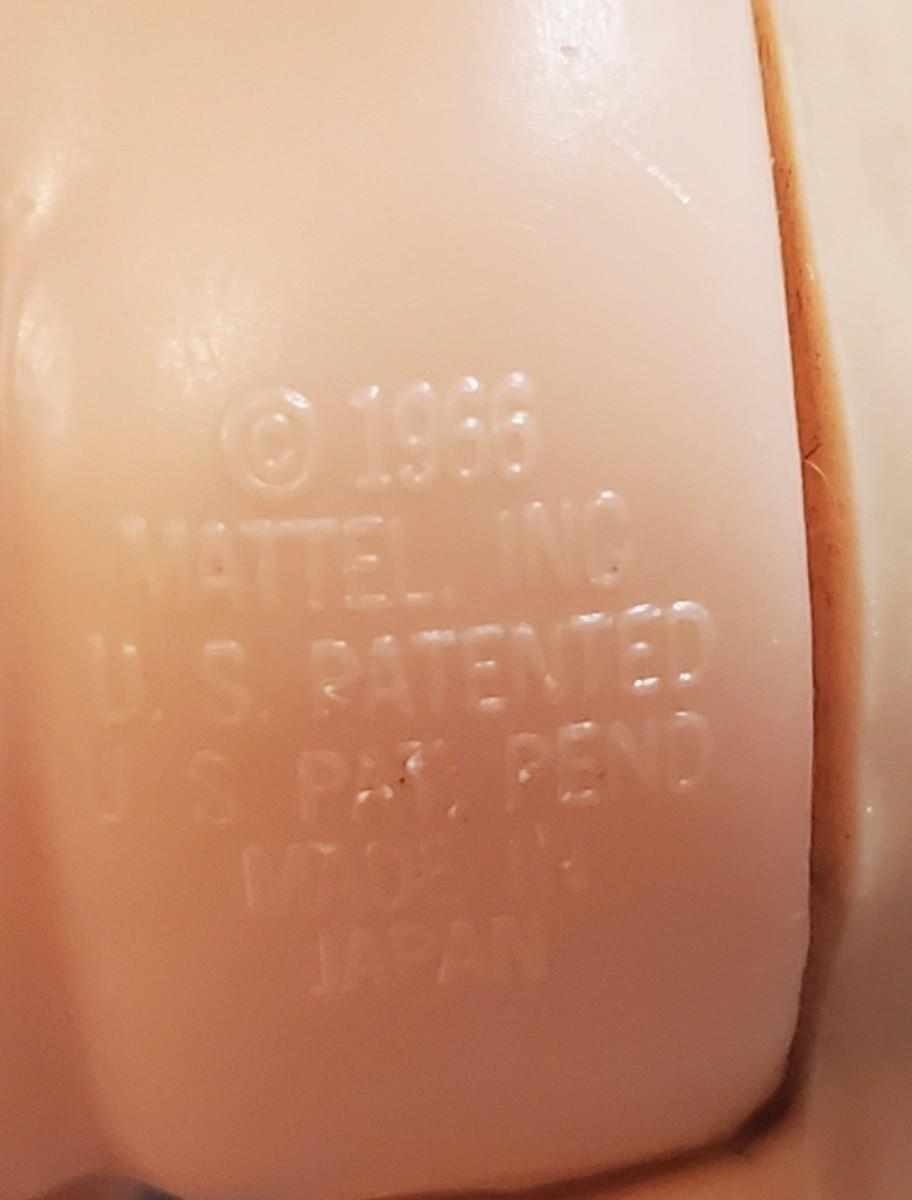 © 1966
MATTEL, INC
U. S. PATENTED
U S. PAT. PEND
MADE IN
JAPAN